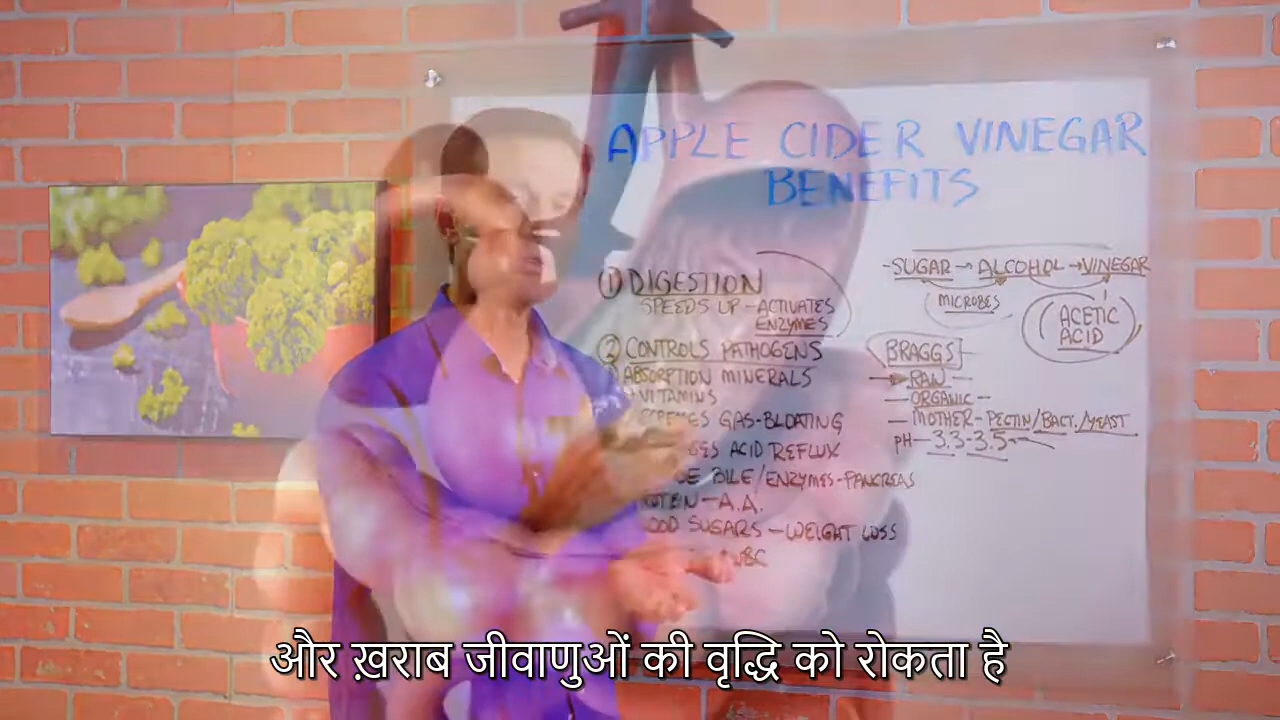 APPLE CIDER VINEGAR
BENEFITS
① DIGESTION
SPEEDS UP - ACTIVATES
ENZYMES
② CONTROLS PATHOGENS
ABSORPTION MINERALS
+VITAMINS
GAS-BLOATING
ACID REFLUX
BILE/ENZYMES-PANCREAS
- A.A.
SUGARS - WEIGHT LOSS
-SUGAR → ALCOHOL → VINEGAR
MICROBES
(ACETIC
ACID)
BRAGGS
RAW -
- ORGANIC -
- MOTHER - PECTIN/BACT./YEAST
pH - 3.3-3.5
और ख़राब जीवाणुओं की वृद्धि को रोकता है